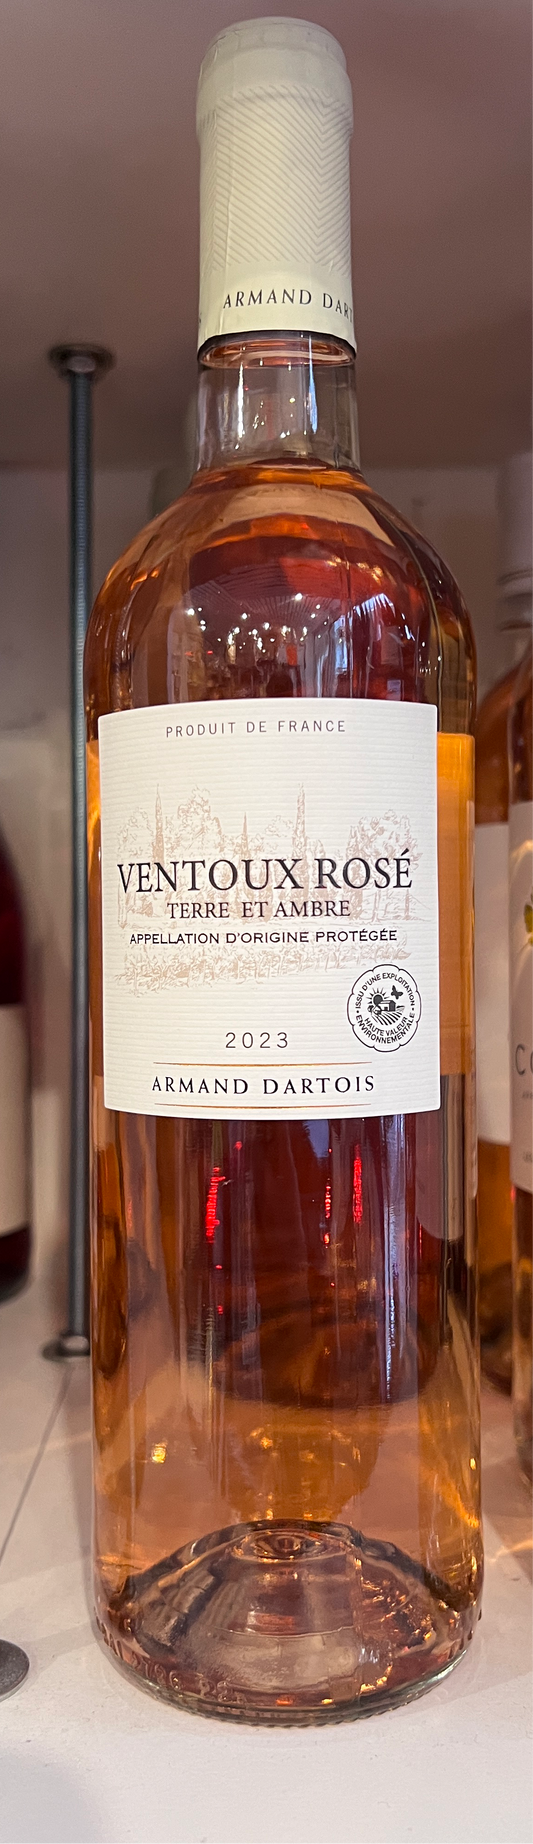 ARMAND DART
PRODUIT DE FRANCE
VENTOUX ROSÉ
TERRE ET AMBRE
APPELLATION D'ORIGINE PROTÉGÉE
ISSU D'UNE EXPLOITATION
HAUTE VALEUR
ENVIRONNEMENTALE
2023
ARMAND DARTOIS